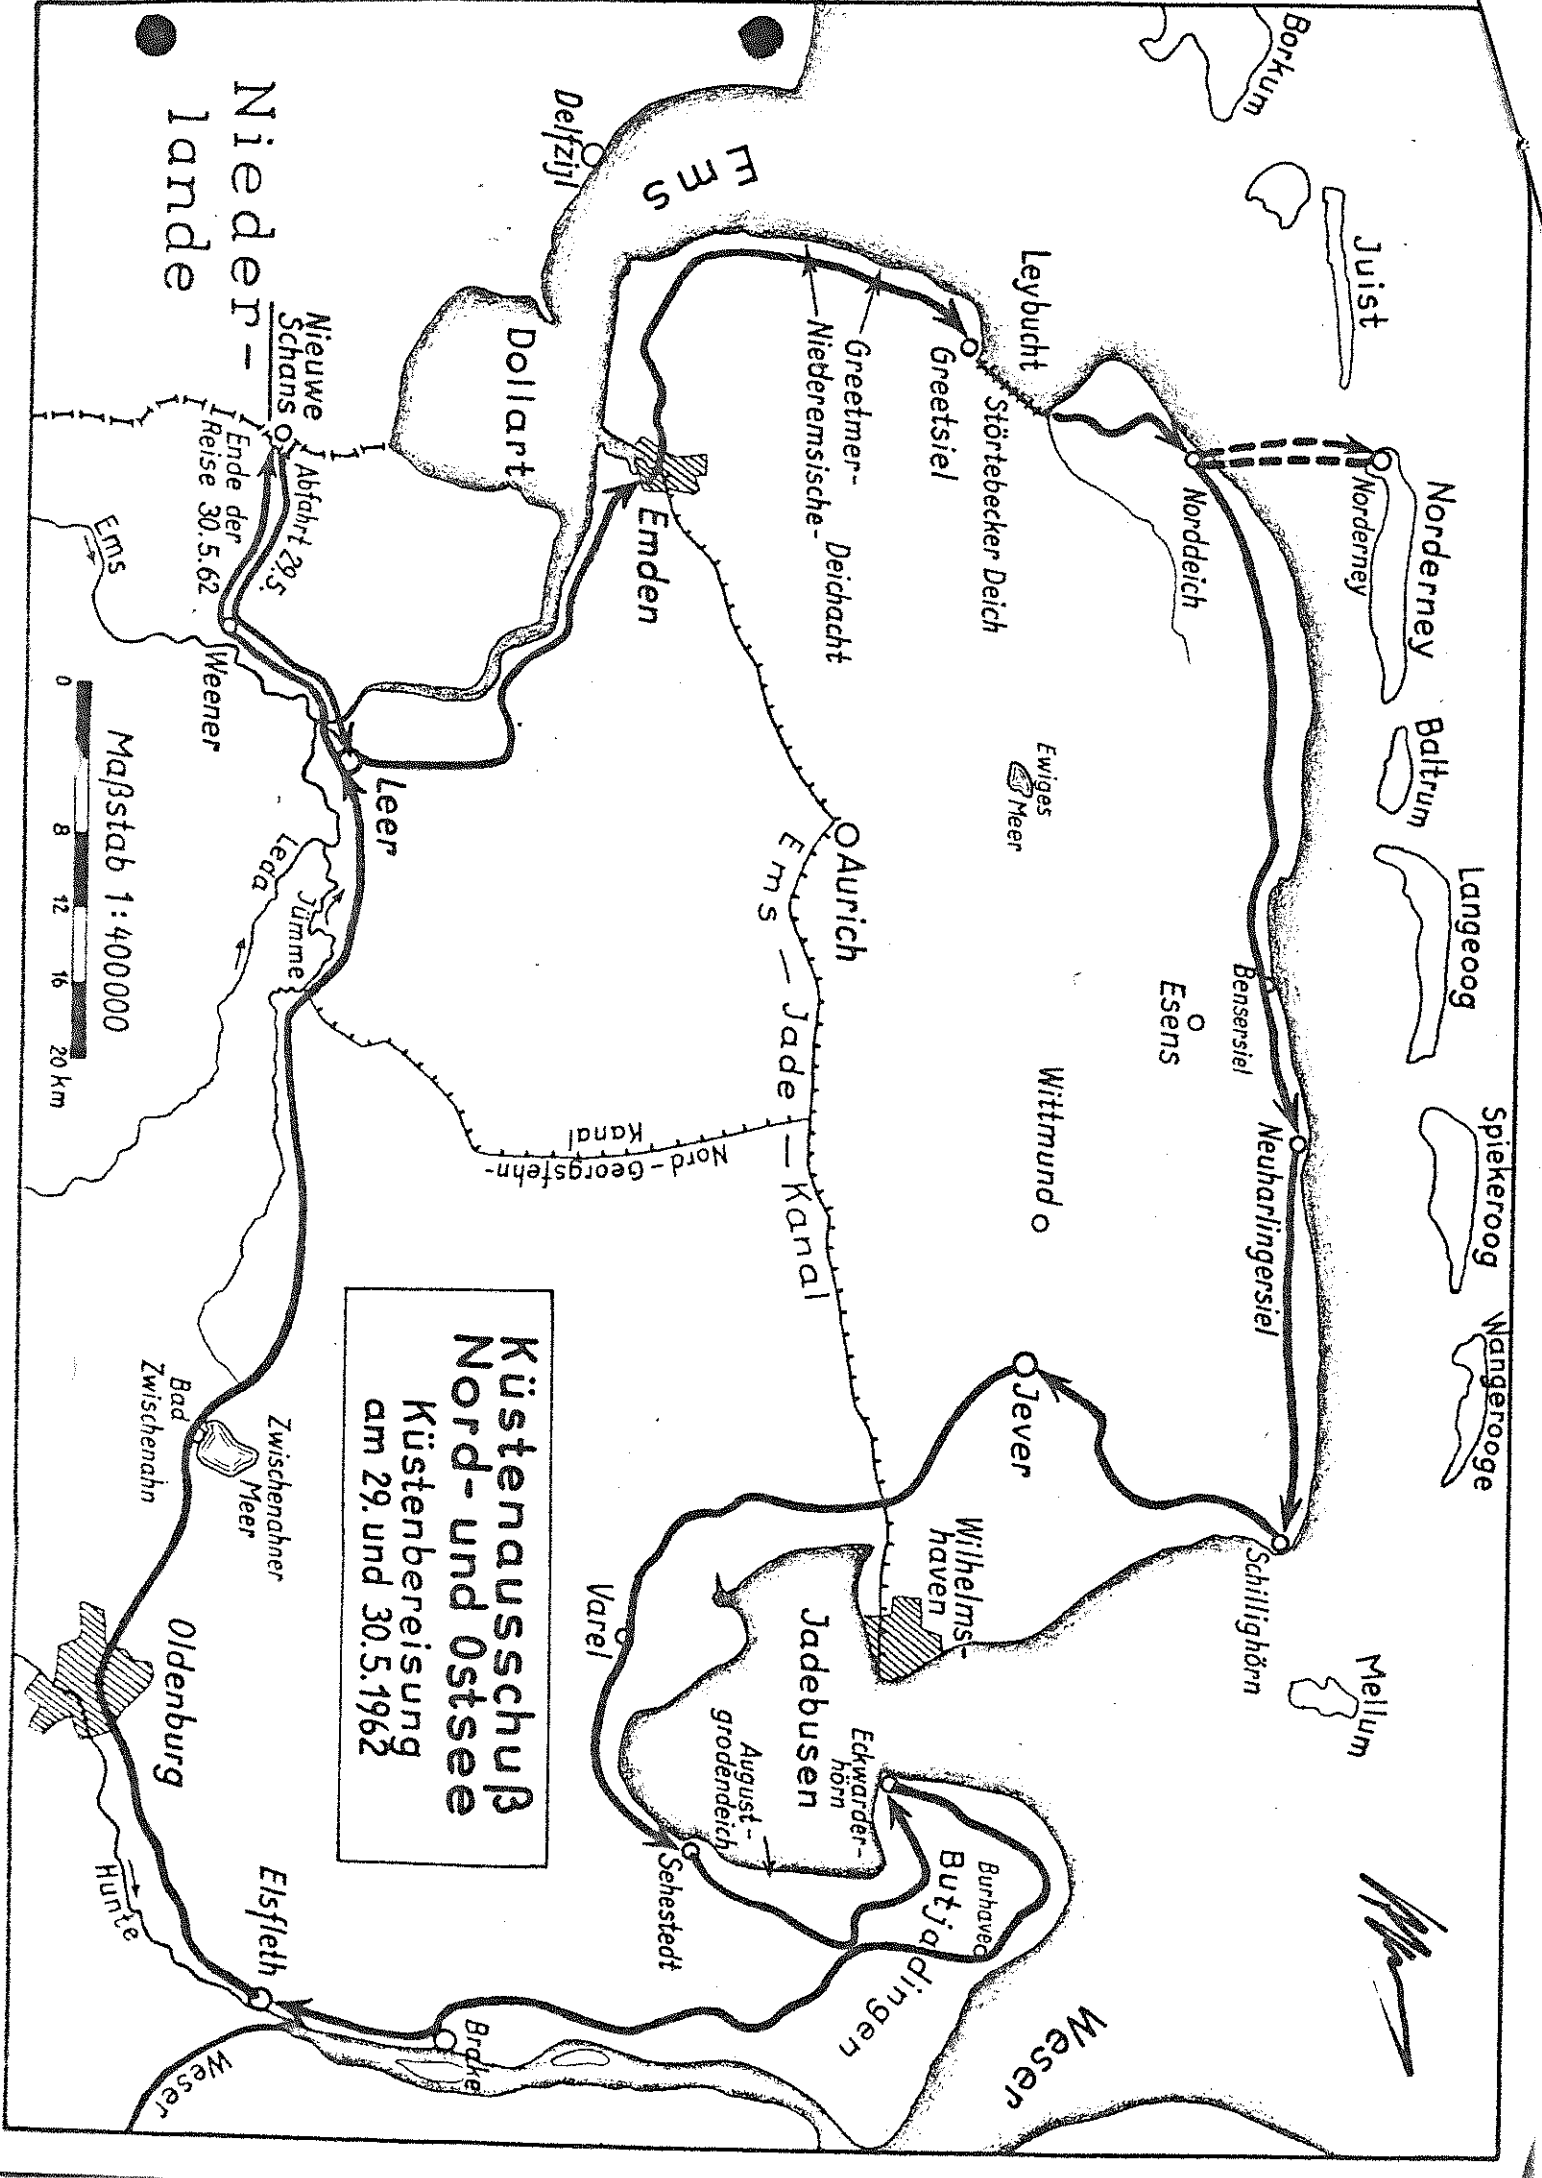 Borkum
Juist
Norderney
Norderney
Baltrum
Langeoog
Spiekeroog
Wangerooge
Mellum
Ems
Delfzijl
Leybucht
Greetsiel
Störtebecker Deich
Norddeich
Greetmer-
Niederemsische-
Deichacht
Bensersiel
Neuharlingersiel
Schillighörn
Esens
Wittmund
Ewiges
Meer
Jever
Aurich
Ems – Jade – Kanal
Nord-Georgsfehn-
Kanal
Wilhelms-
haven
Jadebusen
Eckwarder-
hörn
August-
grodendeich
Burhave
Butjadingen
Weser
Sehestedt
Varel
Dollart
Emden
Nieder-
lande
Nieuwe
Schans
Abfahrt 29.5.
Ende der
Reise 30.5.62
Ems
Weener
Leer
Leda
Jümme
Küstenausschuß
Nord- und Ostsee
Küstenbereisung
am 29. und 30.5.1962
Zwischenahner
Meer
Bad
Zwischenahn
Oldenburg
Hunte
Elsfleth
Brake
Weser
Maßstab 1:400000
0 8 12 16 20 km